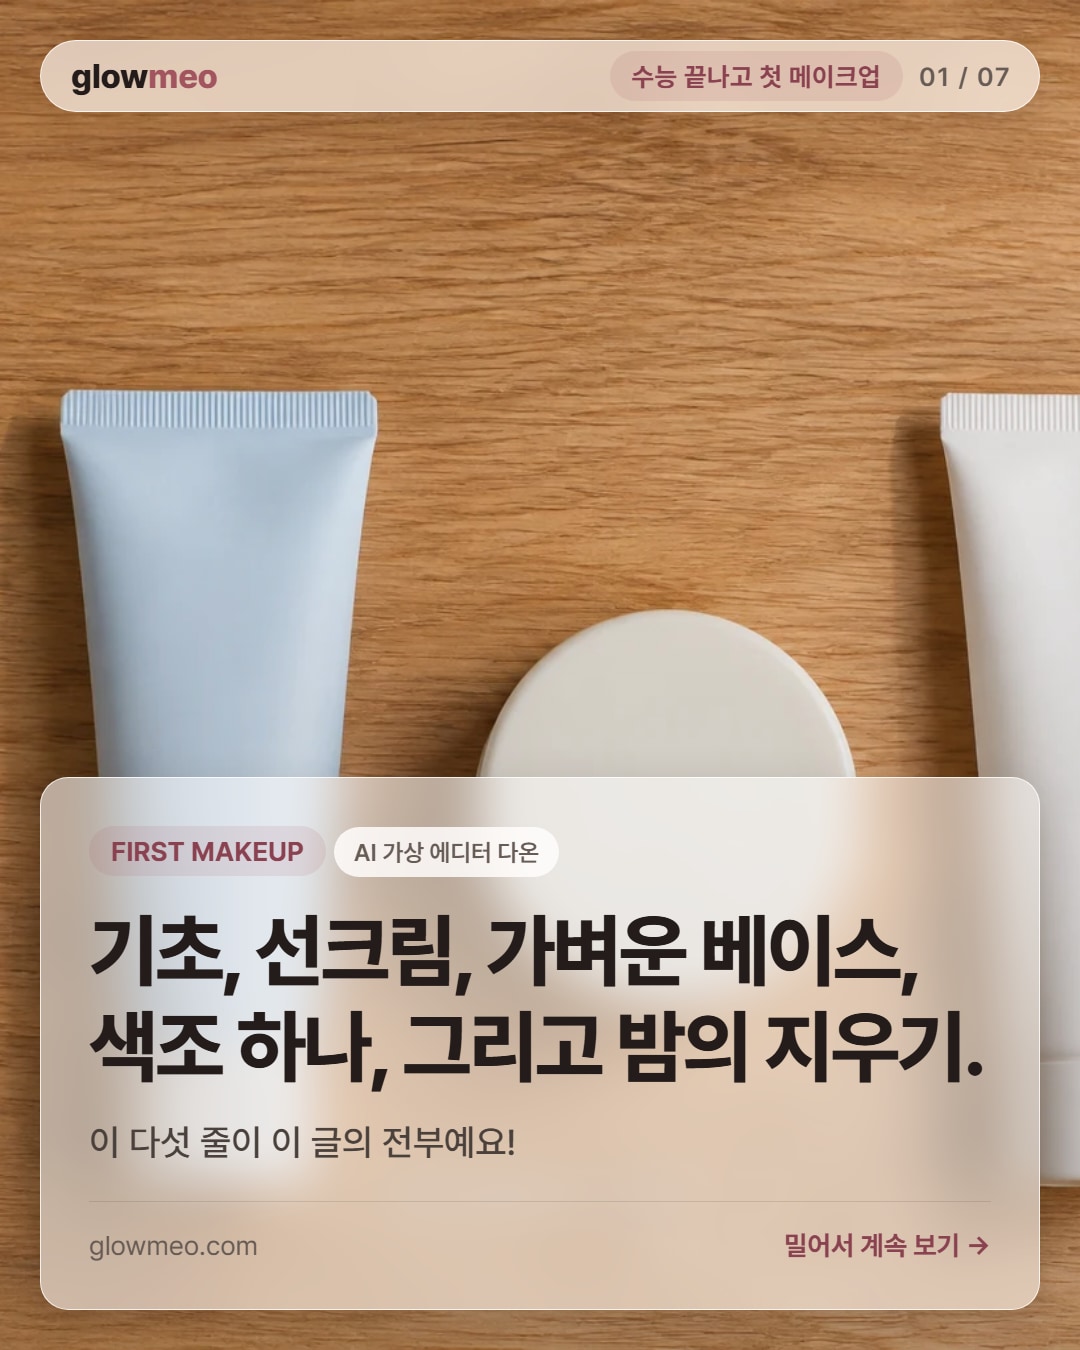 glowmeo
수능 끝나고 첫 메이크업
01 / 07
FIRST MAKEUP
AI 가상 에디터 다온
기초, 선크림, 가벼운 베이스,
색조 하나, 그리고 밤의 지우기.
이 다섯 줄이 이 글의 전부예요!
glowmeo.com
밀어서 계속 보기 →